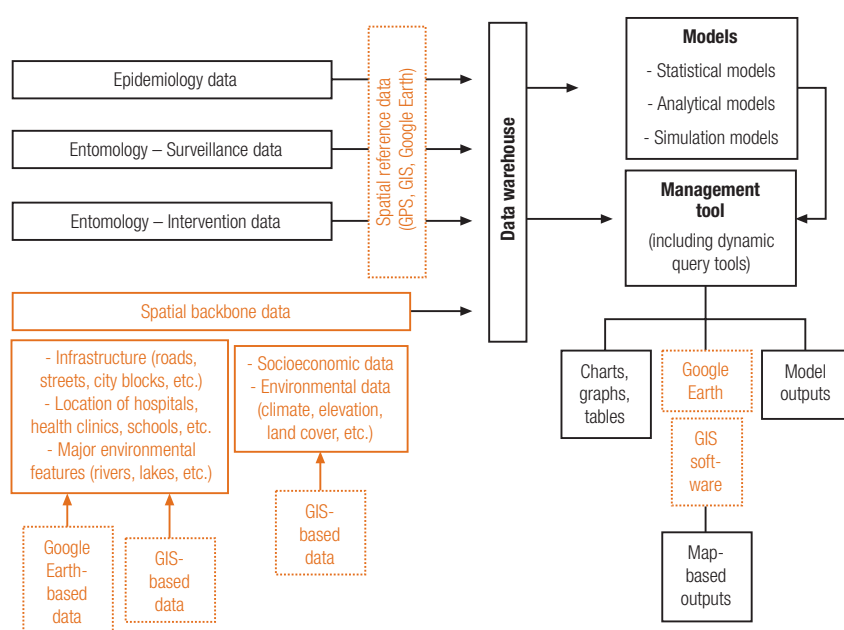 Epidemiology data
Entomology – Surveillance data
Entomology – Intervention data
Spatial reference data
(GPS, GIS, Google Earth)
Data warehouse
Models
- Statistical models
- Analytical models
- Simulation models
Management
tool
(including dynamic
query tools)
Spatial backbone data
- Infrastructure (roads,
streets, city blocks, etc.)
- Location of hospitals,
health clinics, schools, etc.
- Major environmental
features (rivers, lakes, etc.)
- Socioeconomic data
- Environmental data
(climate, elevation,
land cover, etc.)
Google
Earth-
based
data
GIS-
based
data
GIS-
based
data
Charts,
graphs,
tables
Google
Earth
Model
outputs
GIS
soft-
ware
Map-
based
outputs